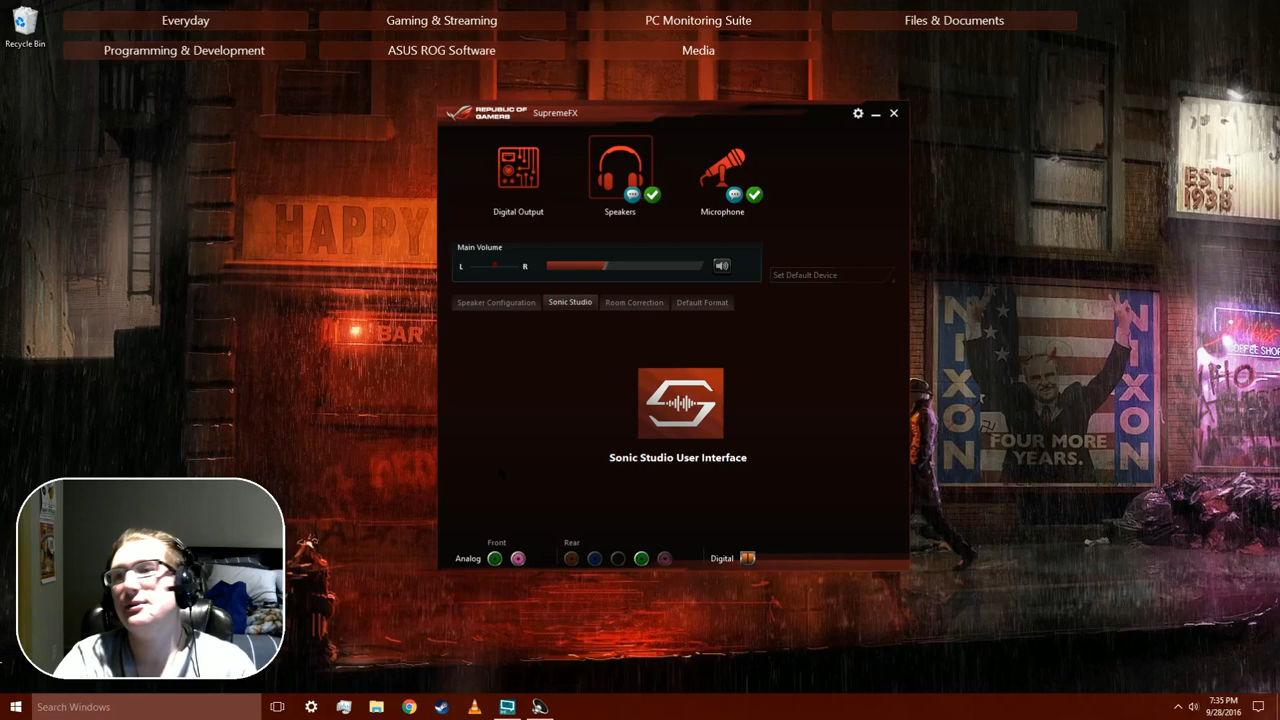 Everyday
Gaming & Streaming
PC Monitoring Suite
Files & Documents
Recycle Bin
Programming & Development
ASUS ROG Software
Media
REPUBLIC OF
GAMERS
SupremeFX
Digital Output
Speakers
Microphone
Main Volume
L
R
Set Default Device
Speaker Configuration
Sonic Studio
Room Correction
Default Format
Sonic Studio User Interface
Front
Rear
Analog
Digital
HAPPY
BAR
EST.
1938
NIXON
NIXON
FOUR MORE
YEARS.
COFFEE SHOP
Search Windows
7:35 PM
9/28/2016